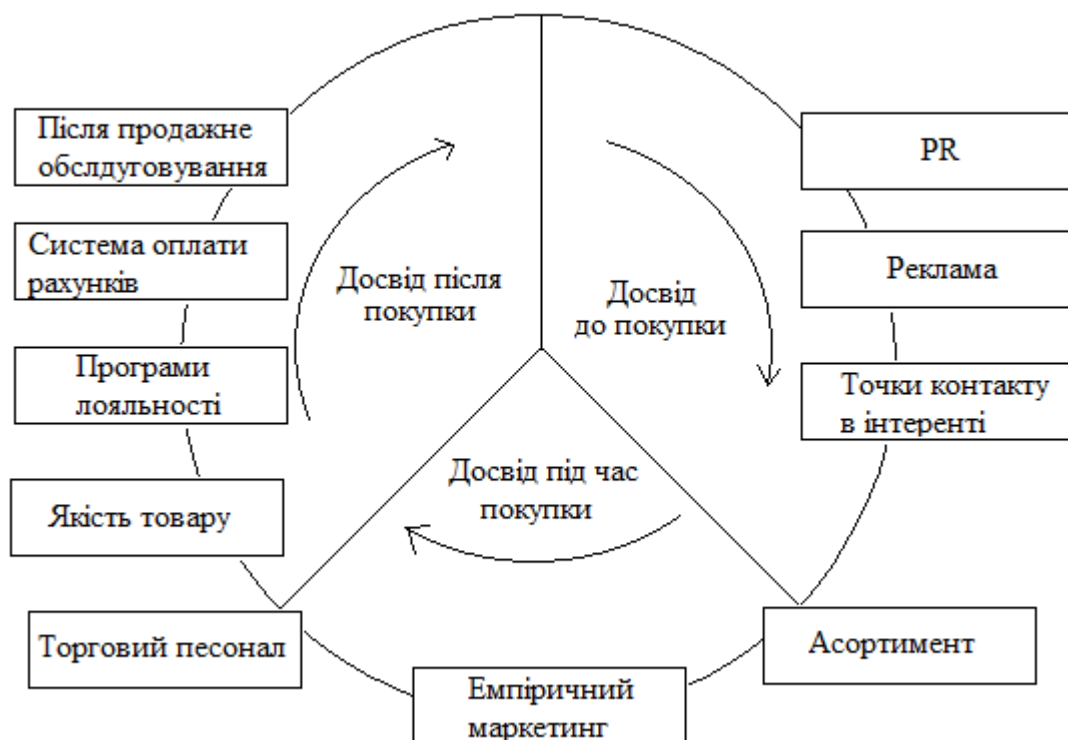 Після продажне
обслдуговування
PR
Система оплати
рахунків
Реклама
Досвід після
покупки
Досвід
до покупки
Програми
лояльності
Точки контакту
в інтеренті
Досвід під час
покупки
Якість товару
Торговий песонал
Асортимент
Емпіричний
маркетинг